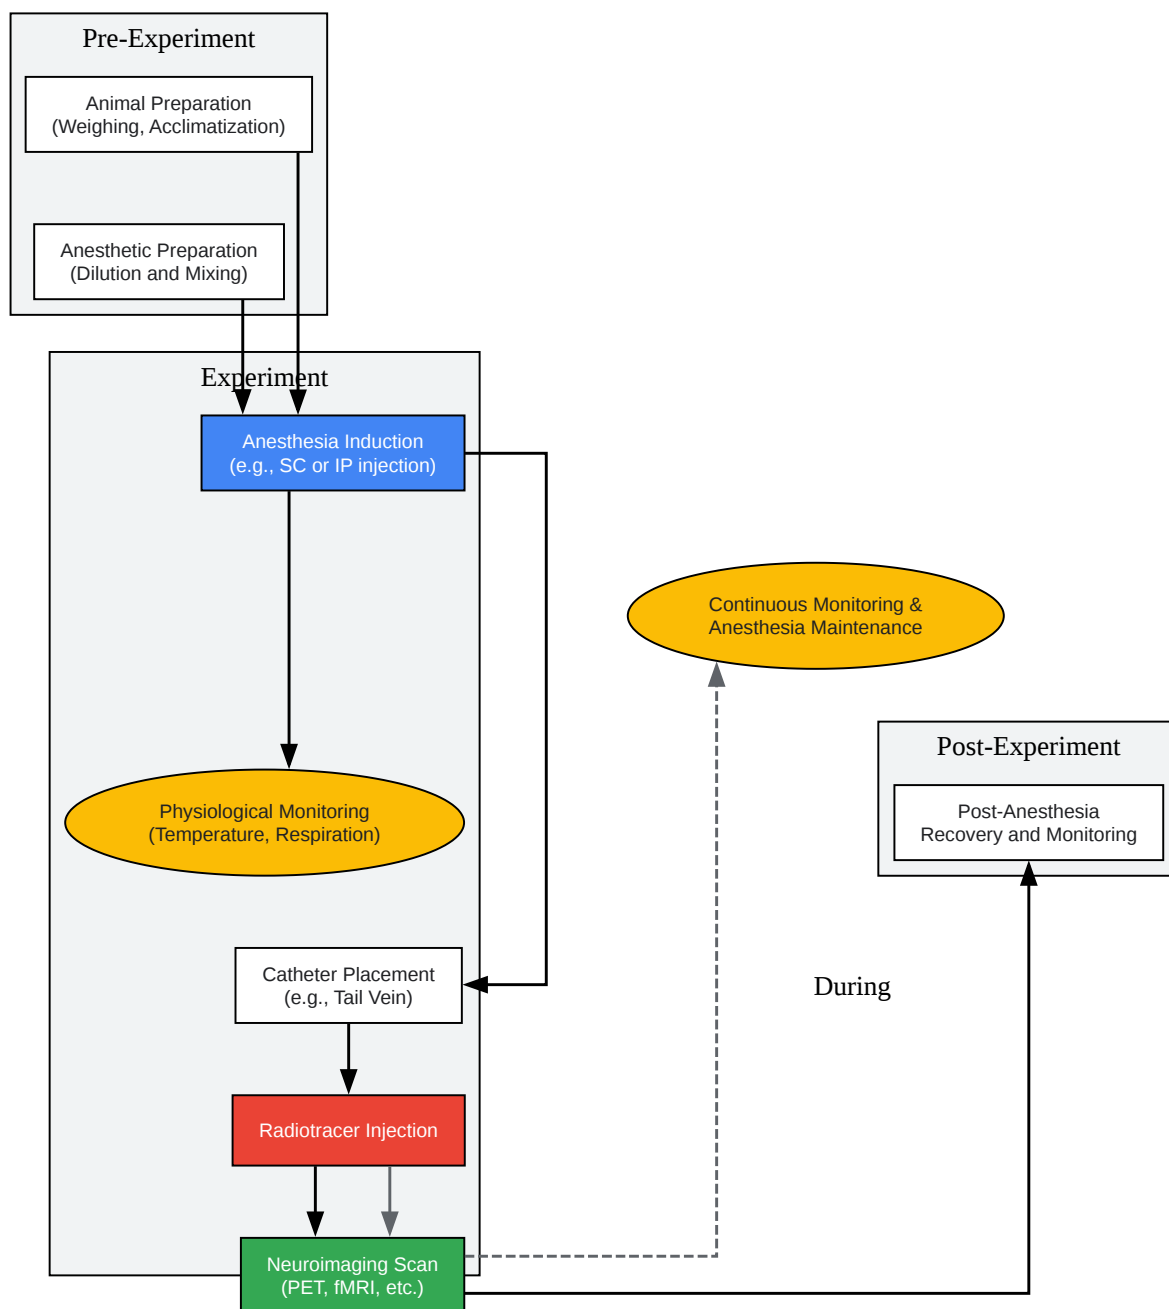 Pre-Experiment
Animal Preparation
(Weighing, Acclimatization)
Anesthetic Preparation
(Dilution and Mixing)
Experiment
Anesthesia Induction
(e.g., SC or IP injection)
Continuous Monitoring &
Anesthesia Maintenance
Post-Experiment
Post-Anesthesia
Recovery and Monitoring
Physiological Monitoring
(Temperature, Respiration)
Catheter Placement
(e.g., Tail Vein)
During
Radiotracer Injection
Neuroimaging Scan
(PET, fMRI, etc.)